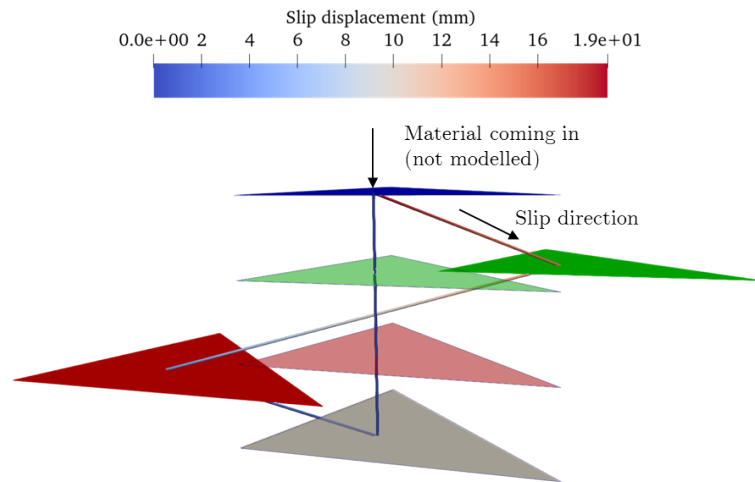 Slip displacement (mm)
0.0e+00 2 4 6 8 10 12 14 16 1.9e+01
Material coming in
(not modelled)
Slip direction